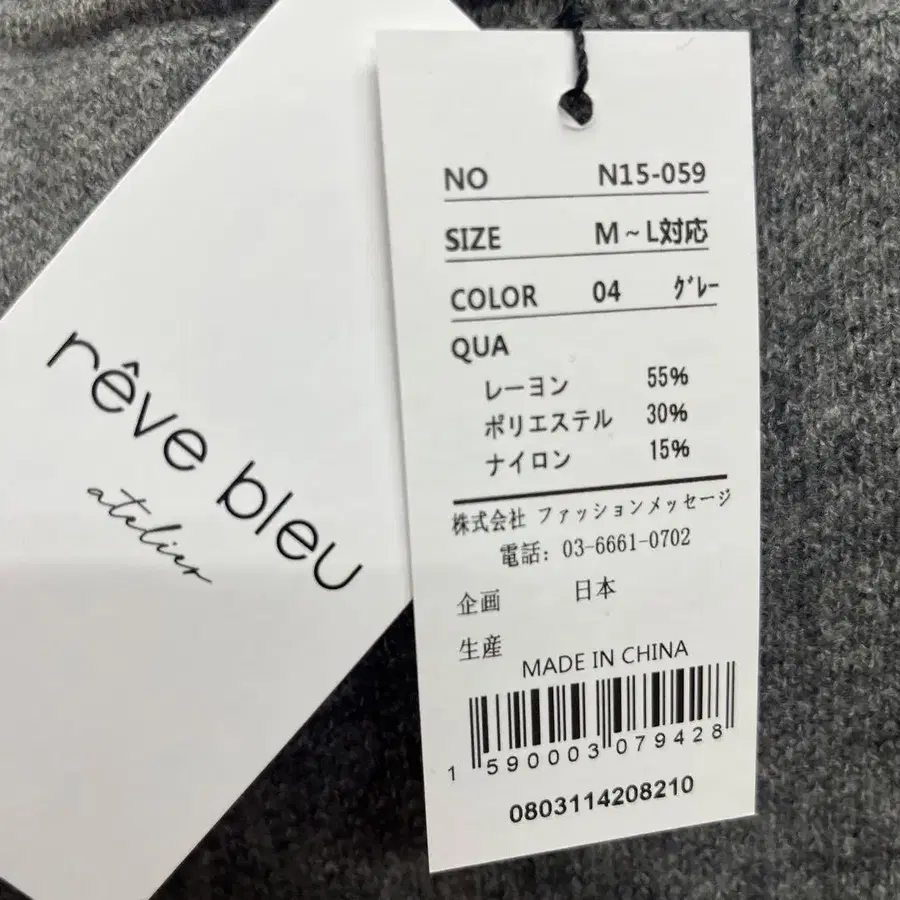 rêve bleu
atelier
NO N15-059
SIZE M~L対応
COLOR 04 ｸﾞﾚｰ
QUA
レーヨン 55%
ポリエステル 30%
ナイロン 15%
株式会社 ファッションメッセージ
電話: 03-6661-0702
企画 日本
生産
MADE IN CHINA
1 590003 079428
0803114208210